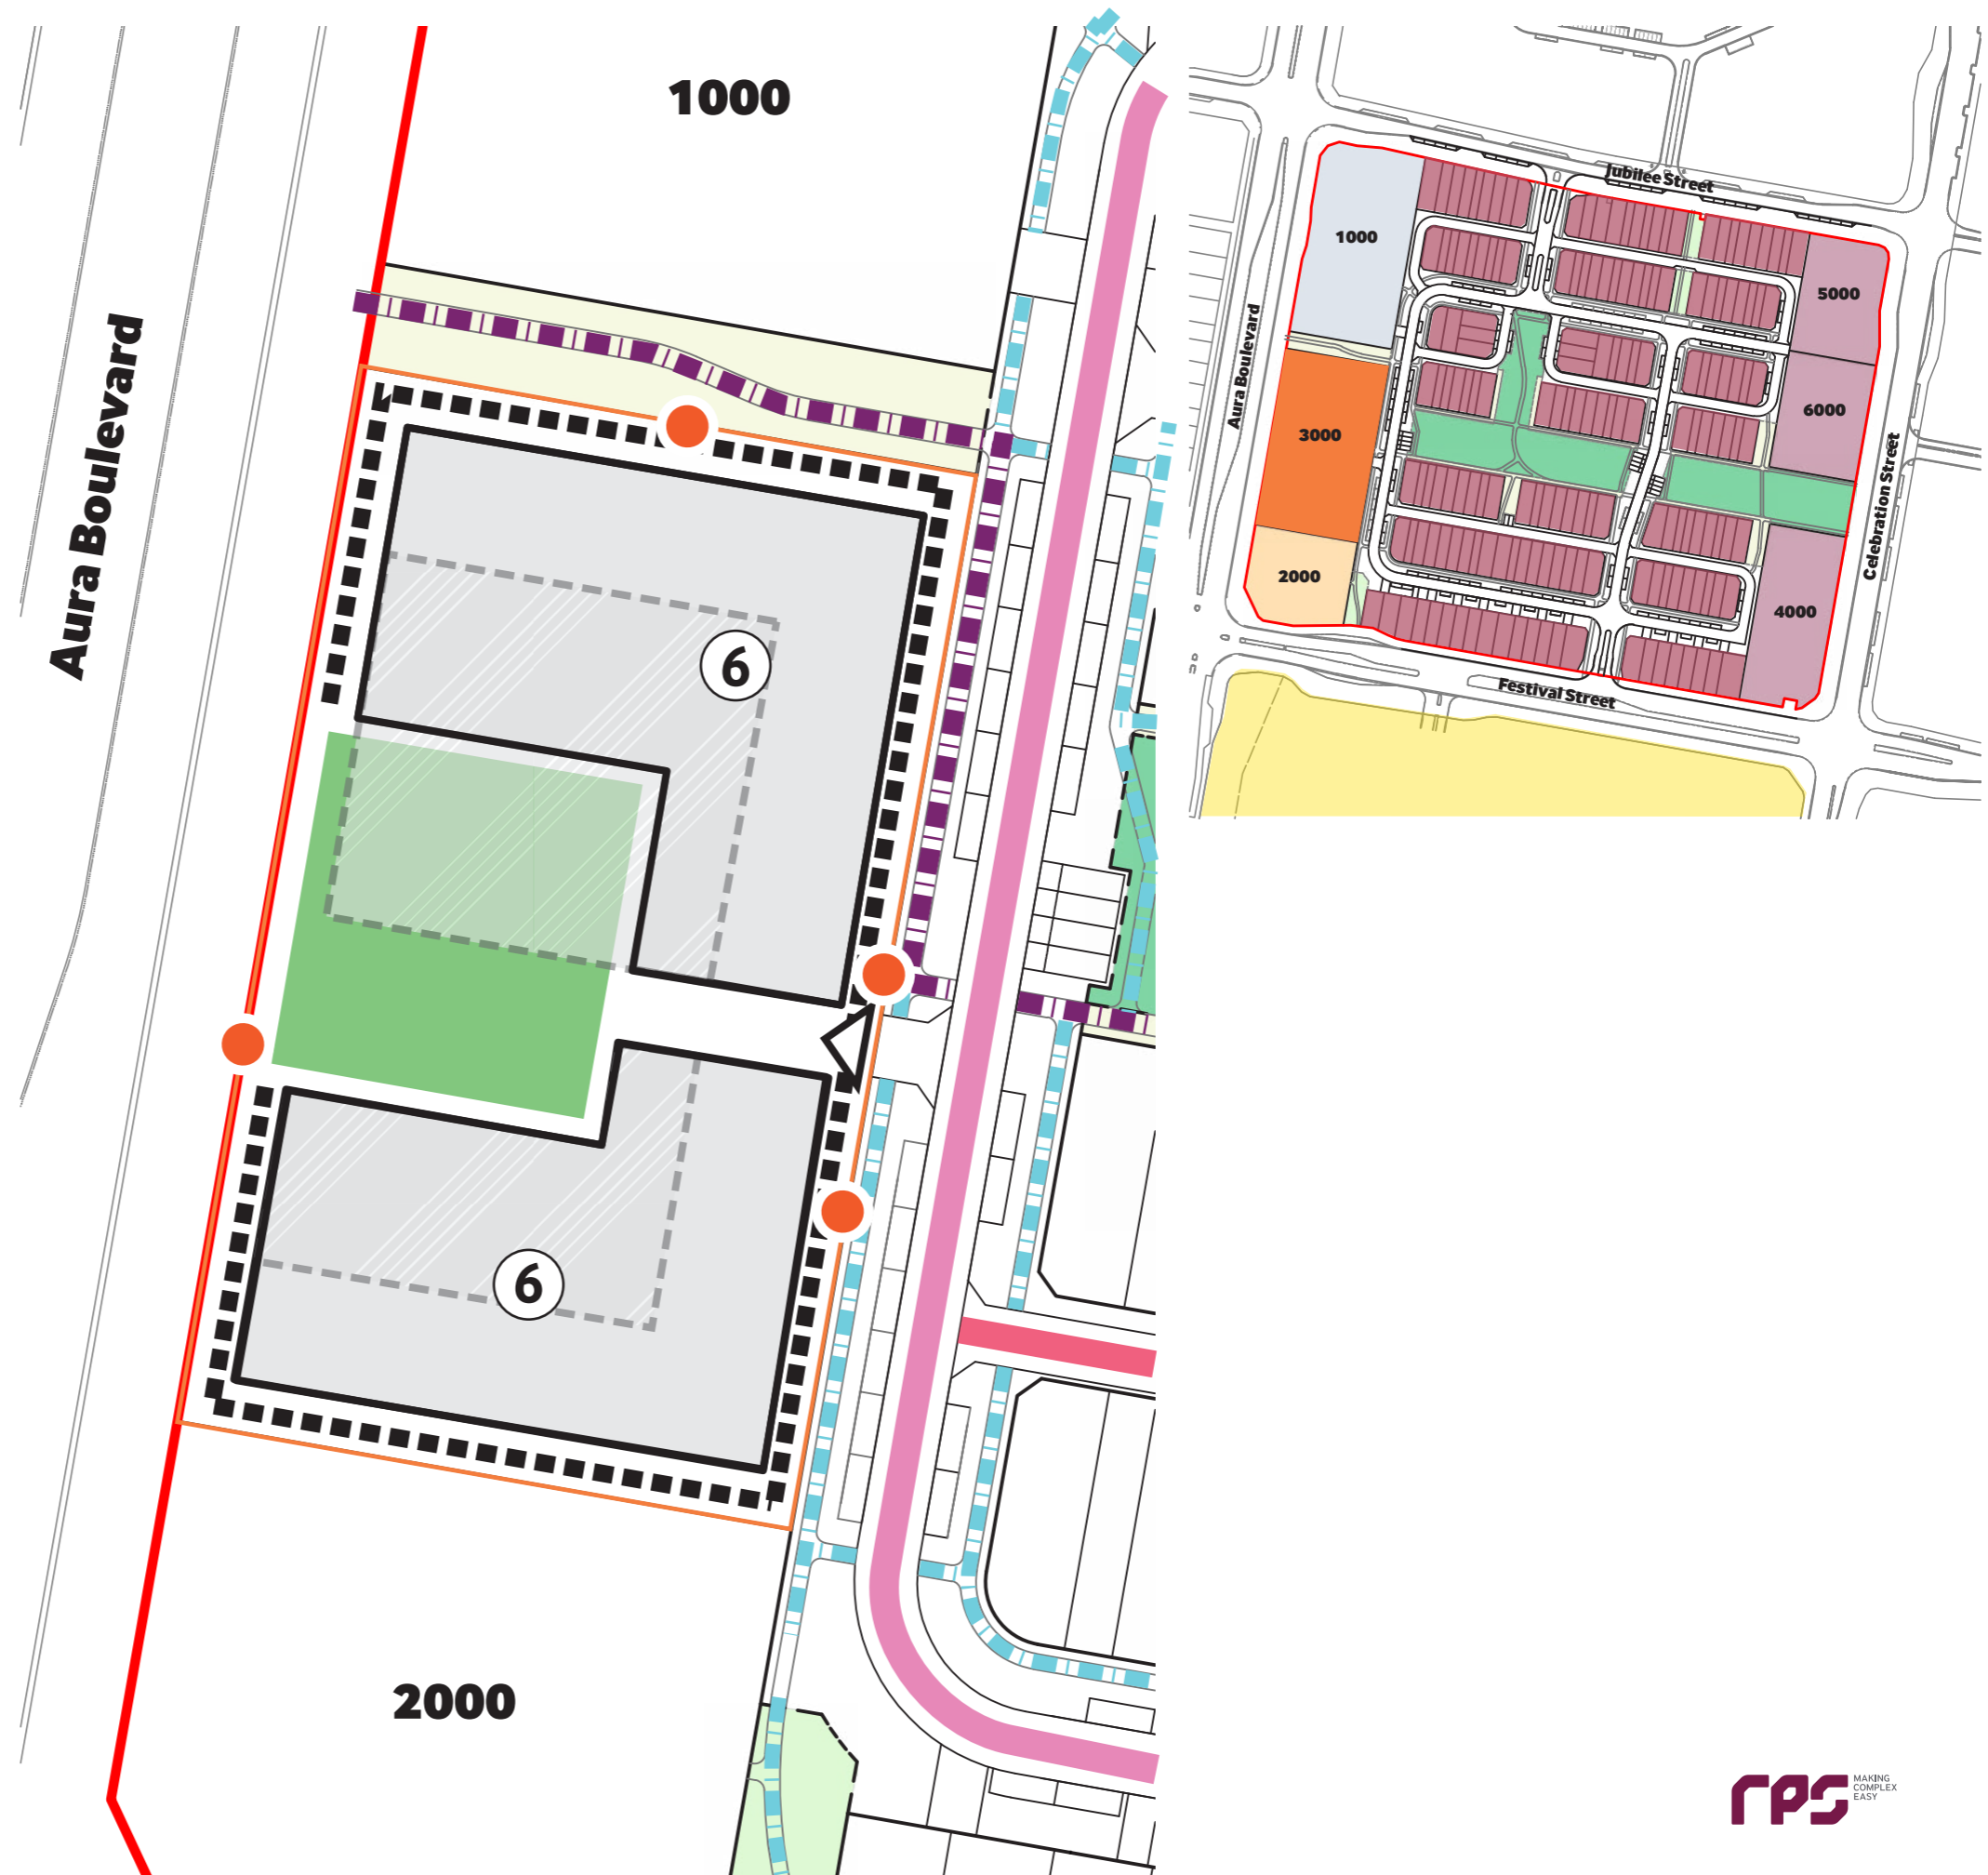 1000
Aura Boulevard
6
6
2000
Jubilee Street
1000
5000
Aura Boulevard
6000
3000
Celebration Street
2000
4000
Festival Street
rps
MAKING
COMPLEX
EASY